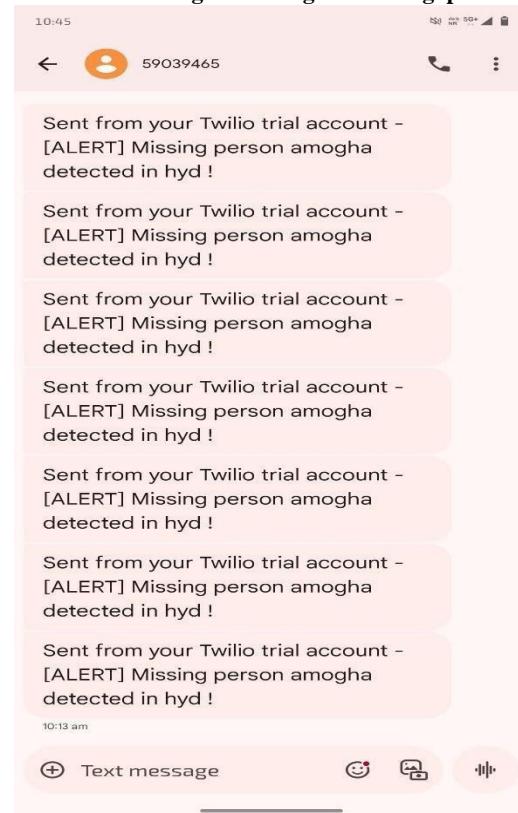 10:45
5G+
59039465
Sent from your Twilio trial account -
[ALERT] Missing person amogha
detected in hyd !
Sent from your Twilio trial account -
[ALERT] Missing person amogha
detected in hyd !
Sent from your Twilio trial account -
[ALERT] Missing person amogha
detected in hyd !
Sent from your Twilio trial account -
[ALERT] Missing person amogha
detected in hyd !
Sent from your Twilio trial account -
[ALERT] Missing person amogha
detected in hyd !
Sent from your Twilio trial account -
[ALERT] Missing person amogha
detected in hyd !
Sent from your Twilio trial account -
[ALERT] Missing person amogha
detected in hyd !
10:13 am
Text message